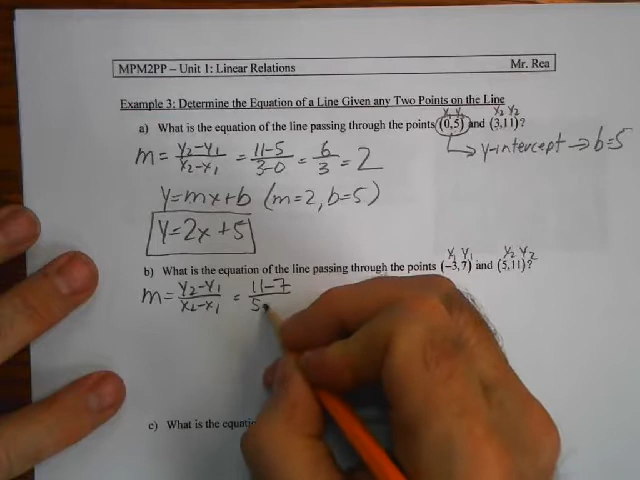 MPM2PP – Unit 1: Linear Relations Mr. Rea
Example 3: Determine the Equation of a Line Given any Two Points on the Line
x₁ y₁ x₂ y₂
a) What is the equation of the line passing through the points (0,5) and (3,11)?
m = y₂-y₁/x₂-x₁ = 11-5/3-0 = 6/3 = 2
→ y-intercept → b=5
y=mx+b (m=2, b=5)
y=2x+5
x₁ y₁ x₂ y₂
b) What is the equation of the line passing through the points (−3,7) and (5,11)?
m = y₂-y₁/x₂-x₁ = 11-7/5
c) What is the